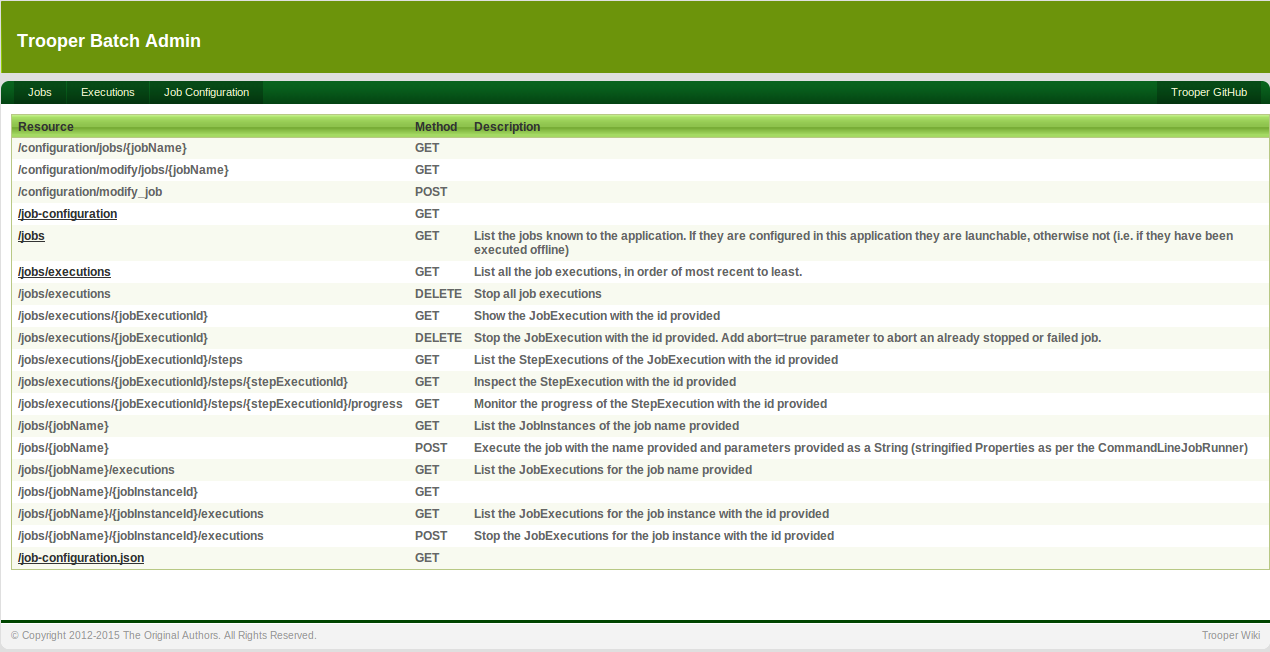 Trooper Batch Admin
Jobs Executions Job Configuration Trooper GitHub
Resource Method Description
/configuration/jobs/{jobName} GET
/configuration/modify/jobs/{jobName} GET
/configuration/modify_job POST
/job-configuration GET
/jobs GET List the jobs known to the application. If they are configured in this application they are launchable, otherwise not (i.e. if they have been
executed offline)
/jobs/executions GET List all the job executions, in order of most recent to least.
/jobs/executions DELETE Stop all job executions
/jobs/executions/{jobExecutionId} GET Show the JobExecution with the id provided
/jobs/executions/{jobExecutionId} DELETE Stop the JobExecution with the id provided. Add abort=true parameter to abort an already stopped or failed job.
/jobs/executions/{jobExecutionId}/steps GET List the StepExecutions of the JobExecution with the id provided
/jobs/executions/{jobExecutionId}/steps/{stepExecutionId} GET Inspect the StepExecution with the id provided
/jobs/executions/{jobExecutionId}/steps/{stepExecutionId}/progress GET Monitor the progress of the StepExecution with the id provided
/jobs/{jobName} GET List the JobInstances of the job name provided
/jobs/{jobName} POST Execute the job with the name provided and parameters provided as a String (stringified Properties as per the CommandLineJobRunner)
/jobs/{jobName}/executions GET List the JobExecutions for the job name provided
/jobs/{jobName}/{jobInstanceId} GET
/jobs/{jobName}/{jobInstanceId}/executions GET List the JobExecutions for the job instance with the id provided
/jobs/{jobName}/{jobInstanceId}/executions POST Stop the JobExecutions for the job instance with the id provided
/job-configuration.json GET
© Copyright 2012-2015 The Original Authors. All Rights Reserved. Trooper Wiki